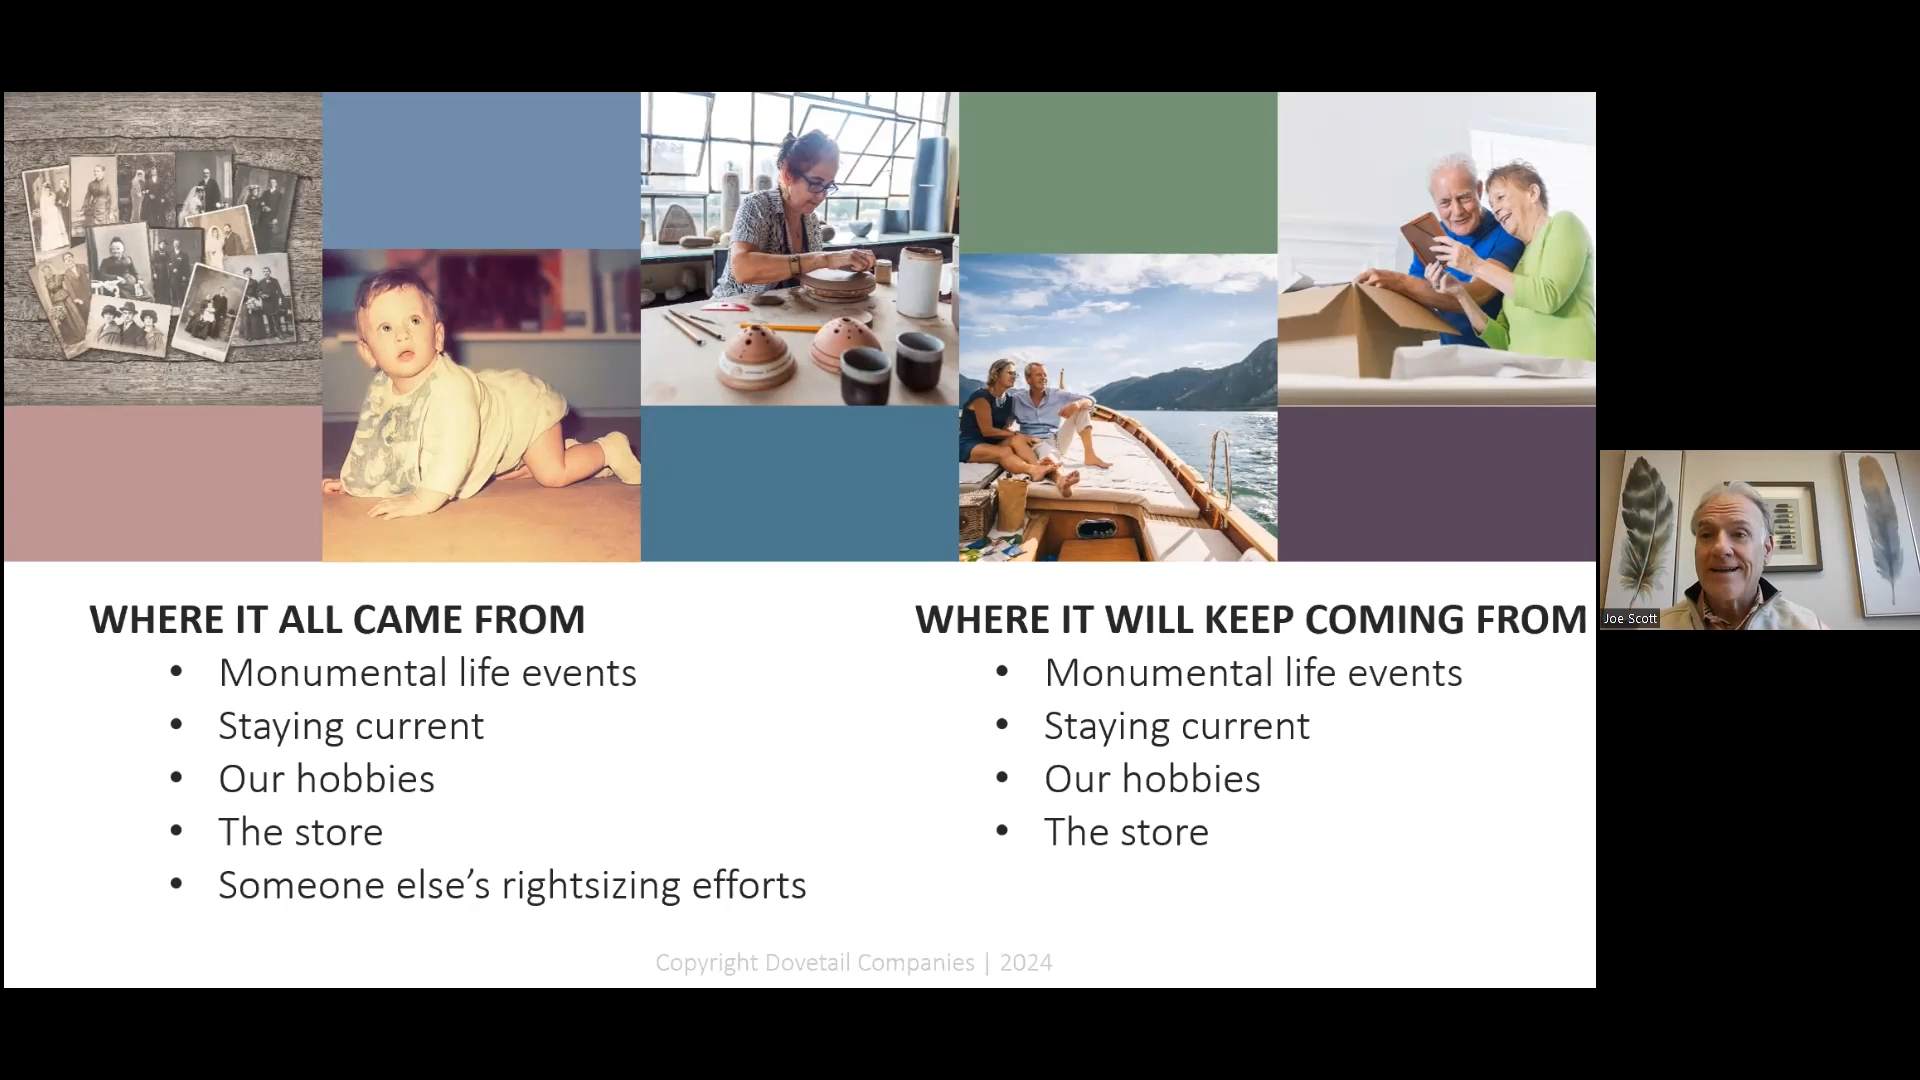 WHERE IT ALL CAME FROM
• Monumental life events
• Staying current
• Our hobbies
• The store
• Someone else’s rightsizing efforts
WHERE IT WILL KEEP COMING FROM
• Monumental life events
• Staying current
• Our hobbies
• The store
Copyright Dovetail Companies | 2024
Joe Scott